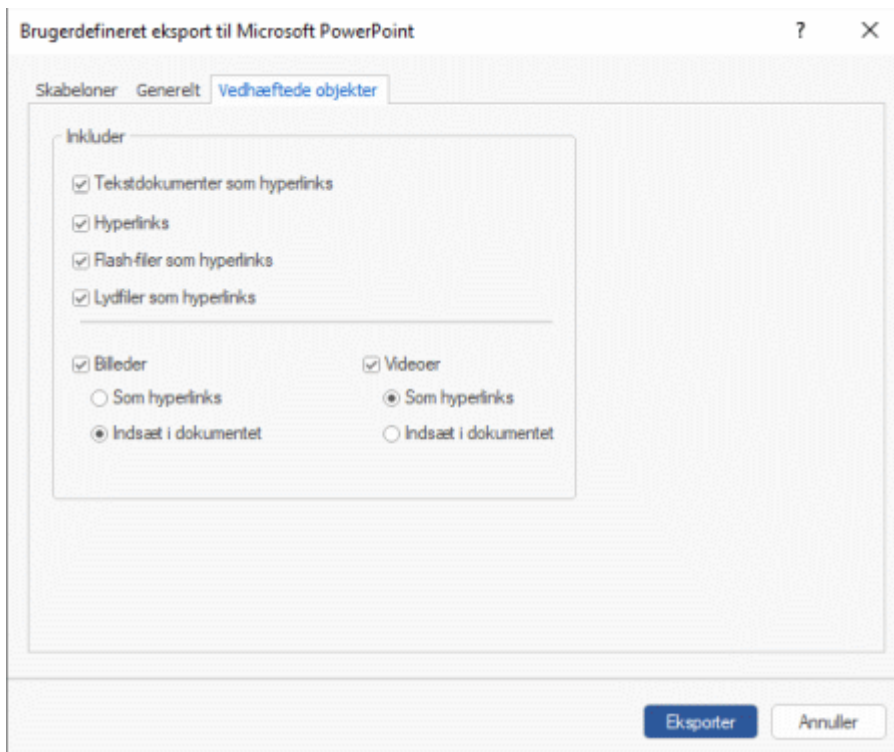 Brugerdefineret eksport til Microsoft PowerPoint ?
Skabeloner Generelt Vedhæftede objekter
Inkluder
Tekstdokumenter som hyperlinks
Hyperlinks
Flash-filer som hyperlinks
Lydfiler som hyperlinks
Billeder Videoer
Som hyperlinks Som hyperlinks
Indsæt i dokumentet Indsæt i dokumentet
Eksporter Annuller